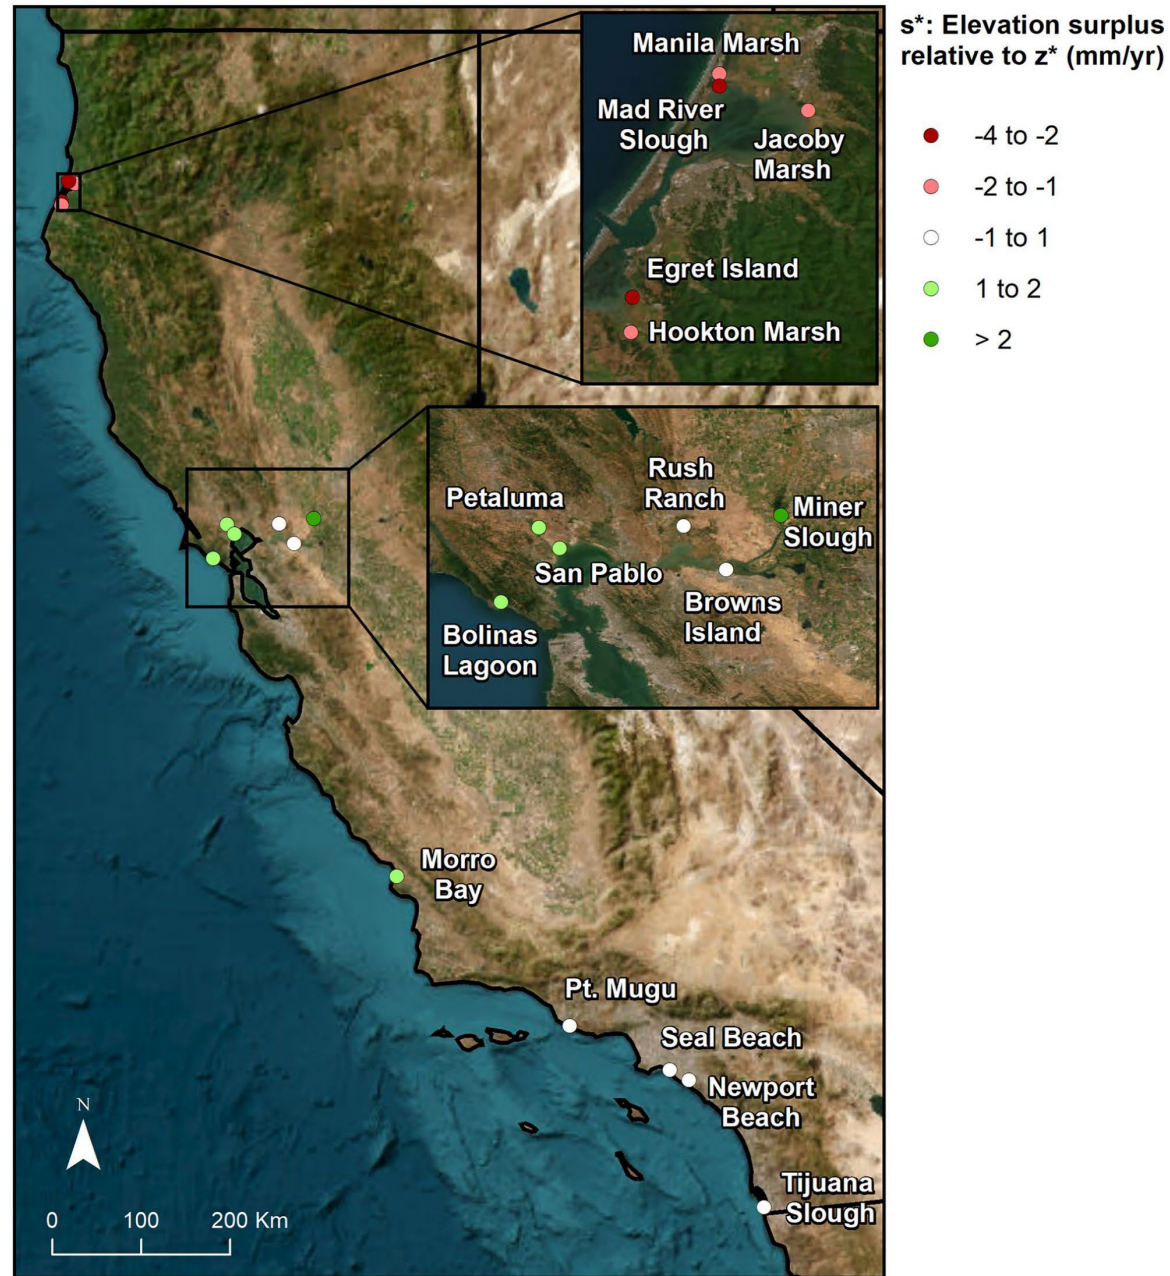 s*: Elevation surplus
relative to z* (mm/yr)
-4 to -2
-2 to -1
-1 to 1
1 to 2
> 2
Manila Marsh
Mad River
Slough
Jacoby
Marsh
Egret Island
Hookton Marsh
Petaluma
Rush
Ranch
Miner
Slough
San Pablo
Browns
Island
Bolinas
Lagoon
Morro
Bay
Pt. Mugu
Seal Beach
Newport
Beach
Tijuana
Slough
N
0 100 200 Km